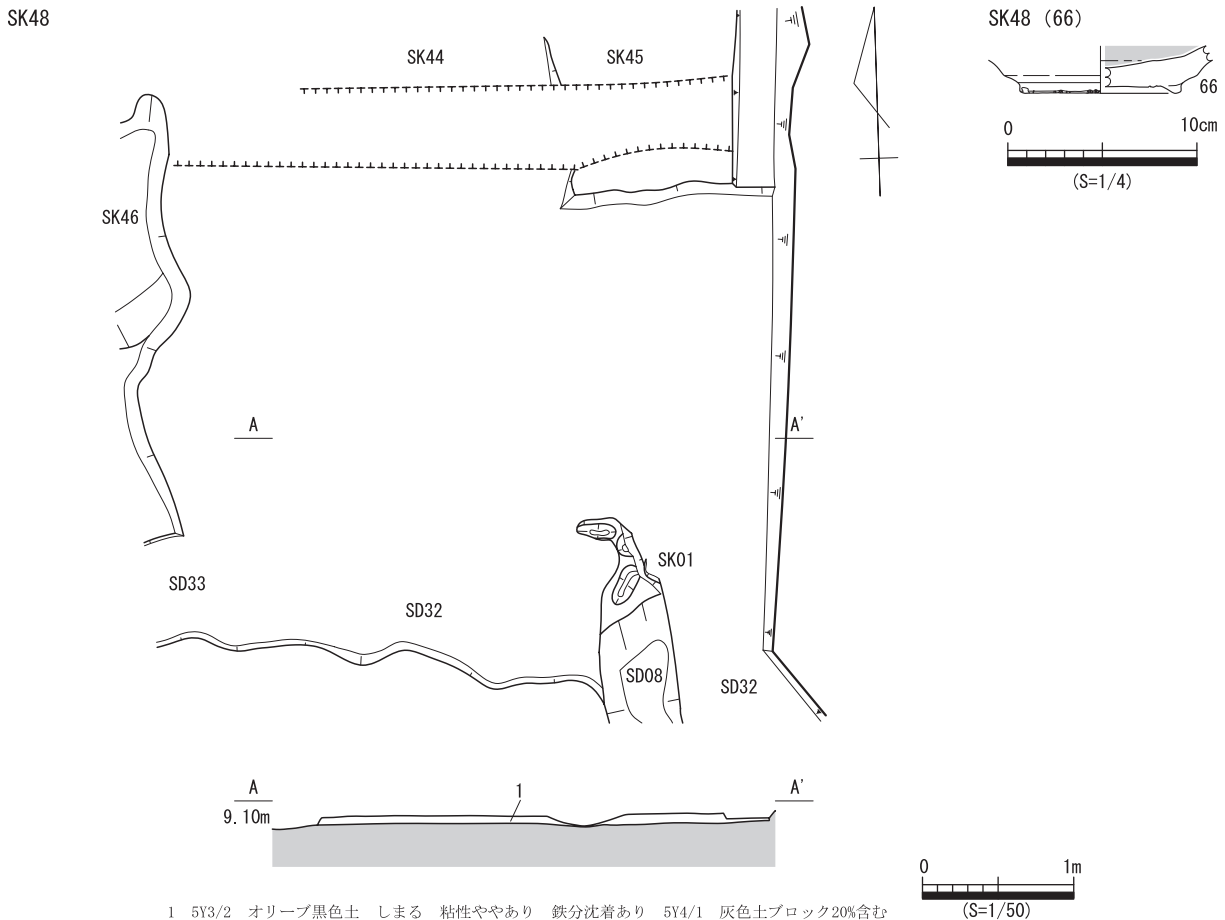 SK48
SK48 (66)
SK44
SK45
66
0 10cm
(S=1/4)
SK46
A A'
SK01
SD33
SD32
SD08
SD32
A A'
1
9.10m
0 1m
(S=1/50)
1 5Y3/2 オリーブ黒色土 しまる 粘性ややあり 鉄分沈着あり 5Y4/1 灰色土ブロック20%含む